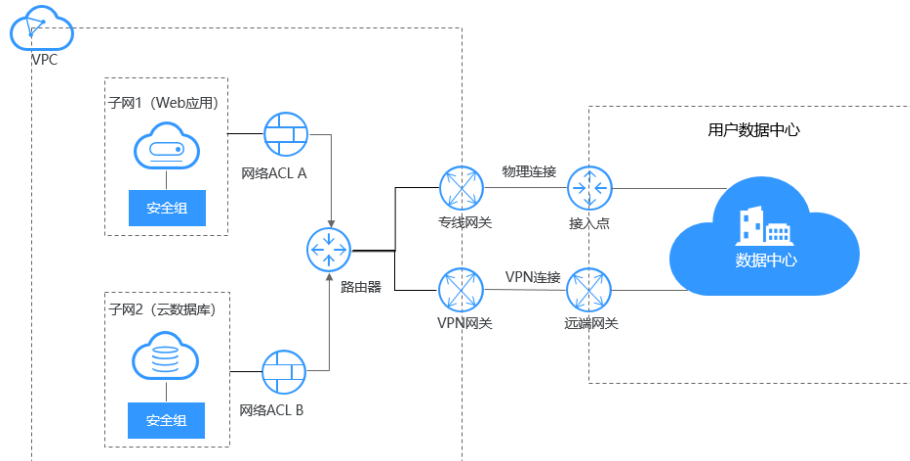 VPC
子网1（Web应用）
安全组
网络ACL A
路由器
子网2（云数据库）
安全组
网络ACL B
专线网关
物理连接
接入点
VPN网关
VPN连接
远端网关
用户数据中心
数据中心